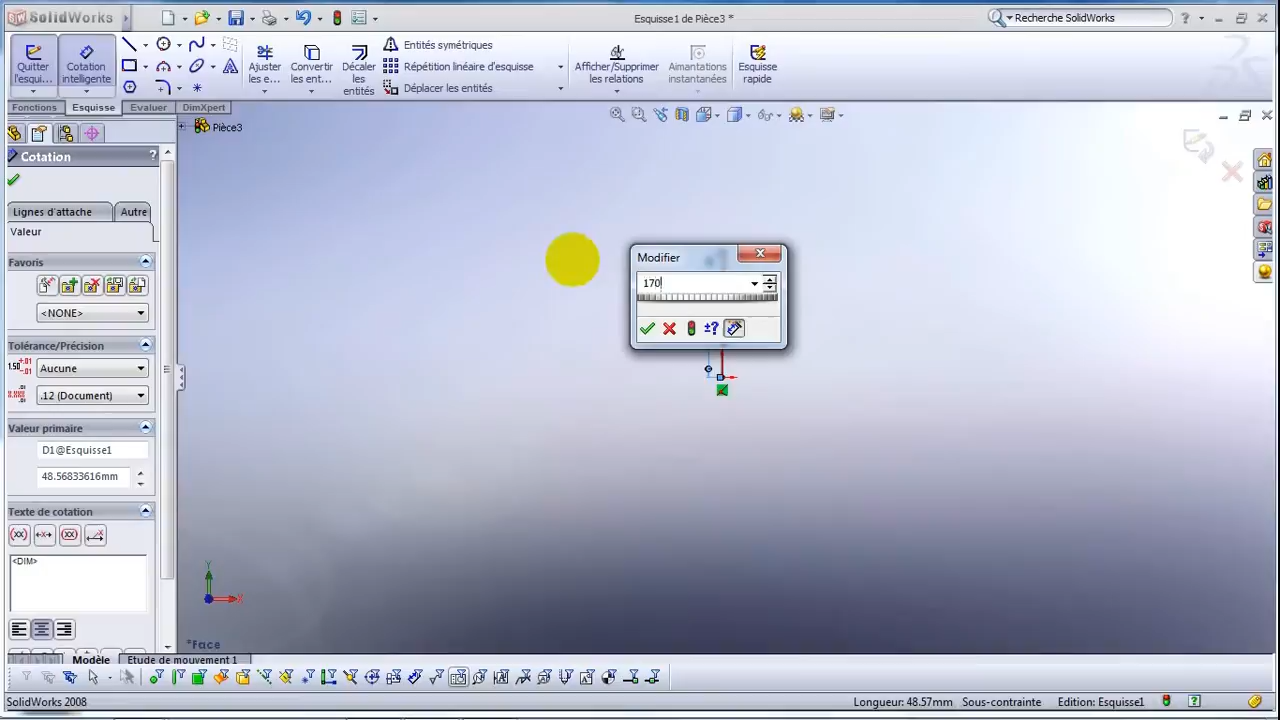 SolidWorks
Esquisse1 de Pièce3 *
Recherche SolidWorks
Quitter l'esqui...
Cotation intelligente
Ajuster les e...
Convertir les ent...
Décaler les entités
Entités symétriques
Répétition linéaire d'esquisse
Déplacer les entités
Afficher/Supprimer les relations
Aimantations instantanées
Esquisse rapide
Fonctions
Esquisse
Evaluer
DimXpert
Pièce3
Cotation
?
Lignes d'attache
Autre
Valeur
Favoris
<NONE>
Tolérance/Précision
Aucune
.12 (Document)
Valeur primaire
D1@Esquisse1
48.56833616mm
Texte de cotation
<DIM>
Modifier
170
±?
Y
X
*Face
Modèle
Etude de mouvement 1
SolidWorks 2008
Longueur: 48.57mm
Sous-contrainte
Edition: Esquisse1